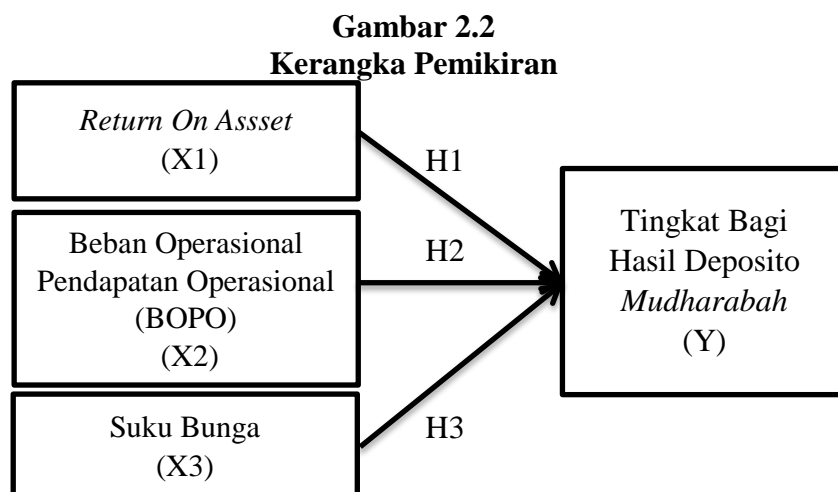 Gambar 2.2
Kerangka Pemikiran
Return On Assset
(X1)
H1
Beban Operasional
Pendapatan Operasional
(BOPO)
(X2)
H2
Suku Bunga
(X3)
H3
Tingkat Bagi
Hasil Deposito
Mudharabah
(Y)